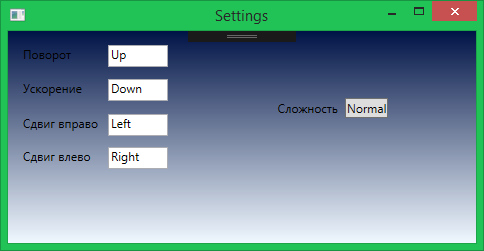 Settings
Поворот Up
Ускорение Down
Сложность Normal
Сдвиг вправо Left
Сдвиг влево Right